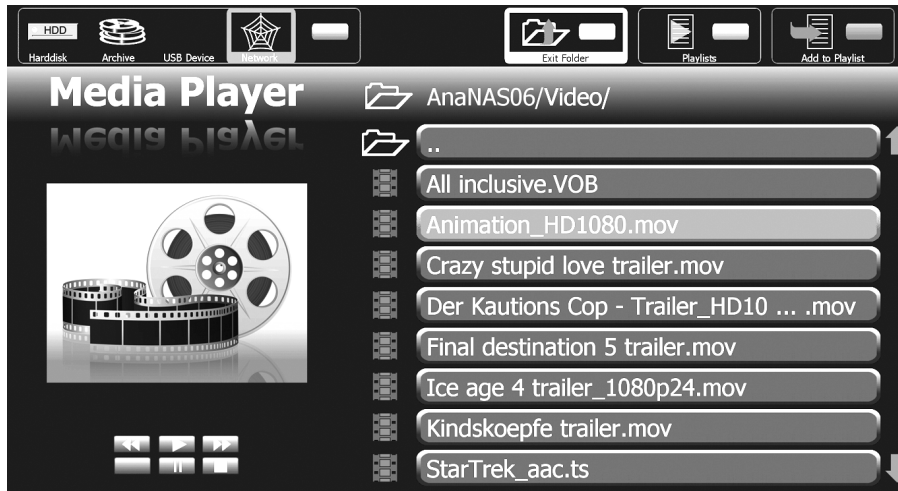 HDD
Harddisk
Archive
USB Device
Network
Exit Folder
Playlists
Add to Playlist
Media Player
AnaNAS06/Video/
..
All inclusive.VOB
Animation_HD1080.mov
Crazy stupid love trailer.mov
Der Kautions Cop - Trailer_HD10 ... .mov
Final destination 5 trailer.mov
Ice age 4 trailer_1080p24.mov
Kindskoepfe trailer.mov
StarTrek_aac.ts